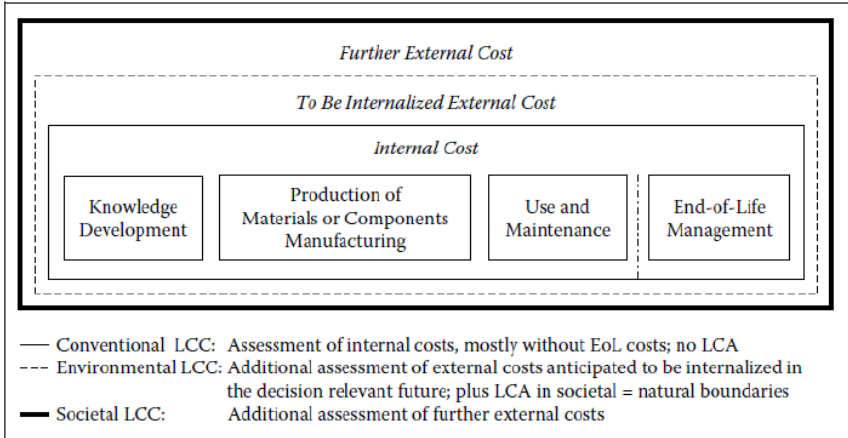 Further External Cost
To Be Internalized External Cost
Internal Cost
Knowledge
Development
Production of
Materials or Components
Manufacturing
Use and
Maintenance
End-of-Life
Management
Conventional LCC: Assessment of internal costs, mostly without EoL costs; no LCA
Environmental LCC: Additional assessment of external costs anticipated to be internalized in
the decision relevant future; plus LCA in societal = natural boundaries
Societal LCC: Additional assessment of further external costs